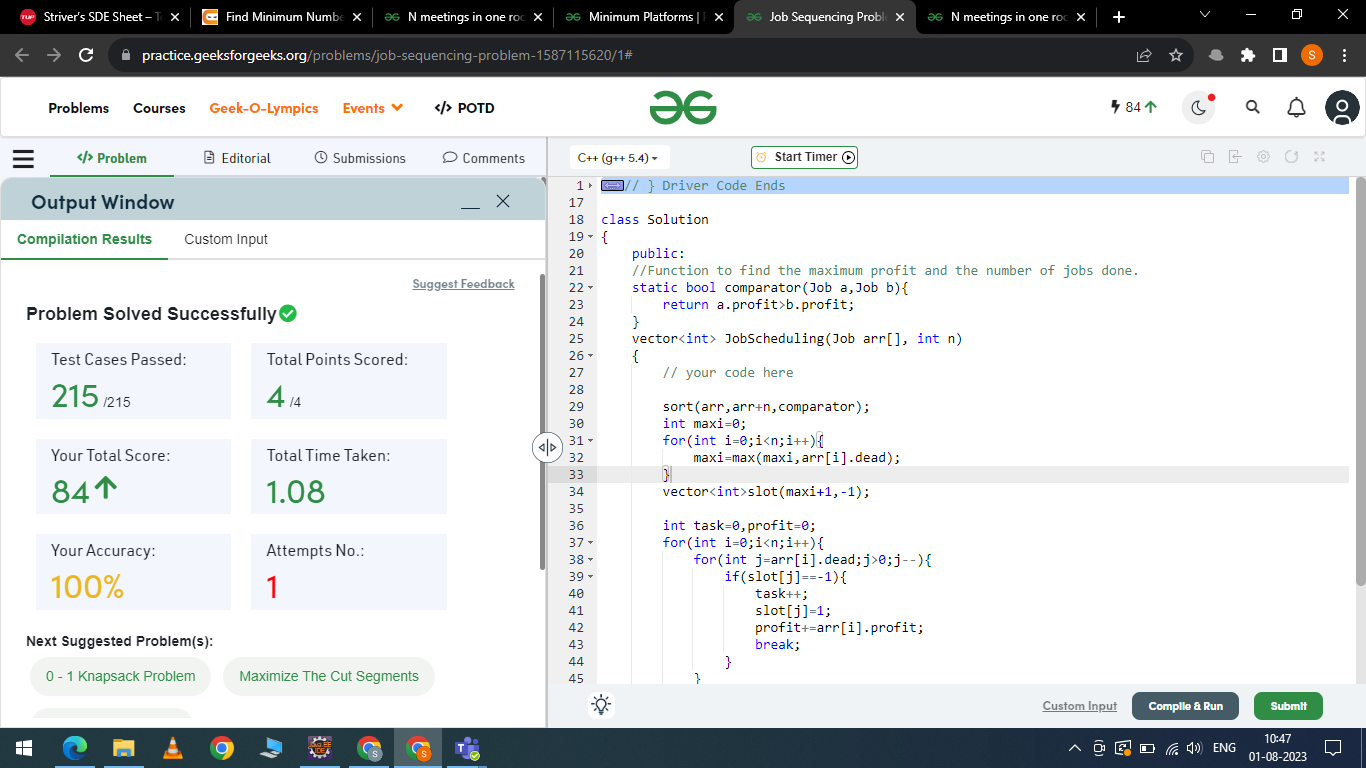 Striver's SDE Sheet – T
Find Minimum Numbe
N meetings in one roo
Minimum Platforms |
Job Sequencing Proble
N meetings in one roo
practice.geeksforgeeks.org/problems/job-sequencing-problem-1587115620/1#
S
Problems
Courses
Geek-O-Lympics
Events
</> POTD
84
</> Problem
Editorial
Submissions
Comments
C++ (g++ 5.4)
Start Timer
Output Window
Compilation Results
Custom Input
Suggest Feedback
Problem Solved Successfully
Test Cases Passed:
215 /215
Total Points Scored:
4 /4
Your Total Score:
84
Total Time Taken:
1.08
Your Accuracy:
100%
Attempts No.:
1
Next Suggested Problem(s):
0 - 1 Knapsack Problem
Maximize The Cut Segments
1 // } Driver Code Ends
17
18 class Solution
19 {
20 public:
21 //Function to find the maximum profit and the number of jobs done.
22 static bool comparator(Job a,Job b){
23 return a.profit>b.profit;
24 }
25 vector<int> JobScheduling(Job arr[], int n)
26 {
27 // your code here
28
29 sort(arr,arr+n,comparator);
30 int maxi=0;
31 for(int i=0;i<n;i++){
32 maxi=max(maxi,arr[i].dead);
33 }
34 vector<int>slot(maxi+1,-1);
35
36 int task=0,profit=0;
37 for(int i=0;i<n;i++){
38 for(int j=arr[i].dead;j>0;j--){
39 if(slot[j]==-1){
40 task++;
41 slot[j]=1;
42 profit+=arr[i].profit;
43 break;
44 }
45 }
Custom Input
Compile & Run
Submit
ENG
10:47
01-08-2023